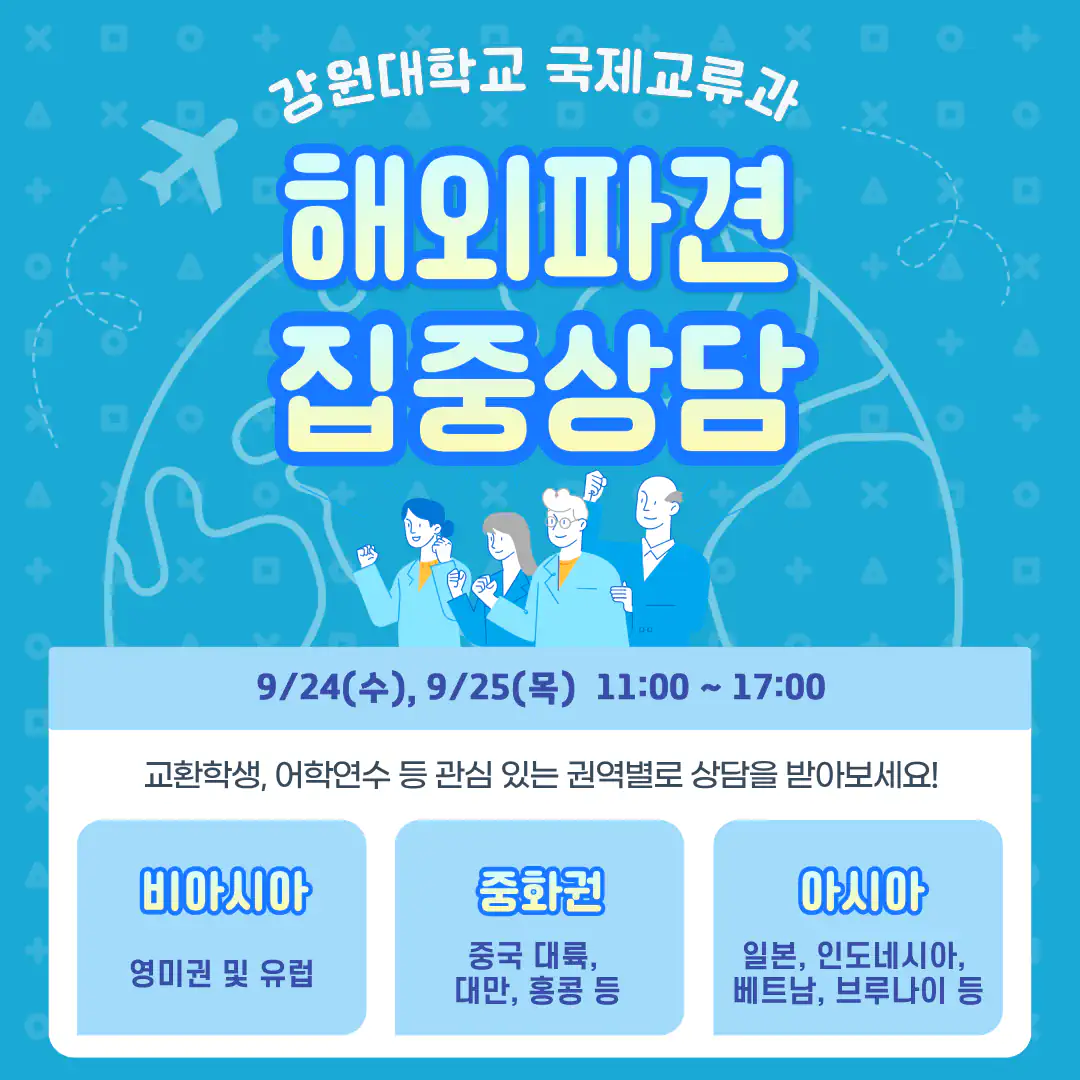 강원대학교 국제교류과
해외파견
집중상담
9/24(수), 9/25(목) 11:00 ~ 17:00
교환학생, 어학연수 등 관심 있는 권역별로 상담을 받아보세요!
비아시아
영미권 및 유럽
중화권
중국 대륙,
대만, 홍콩 등
아시아
일본, 인도네시아,
베트남, 브루나이 등